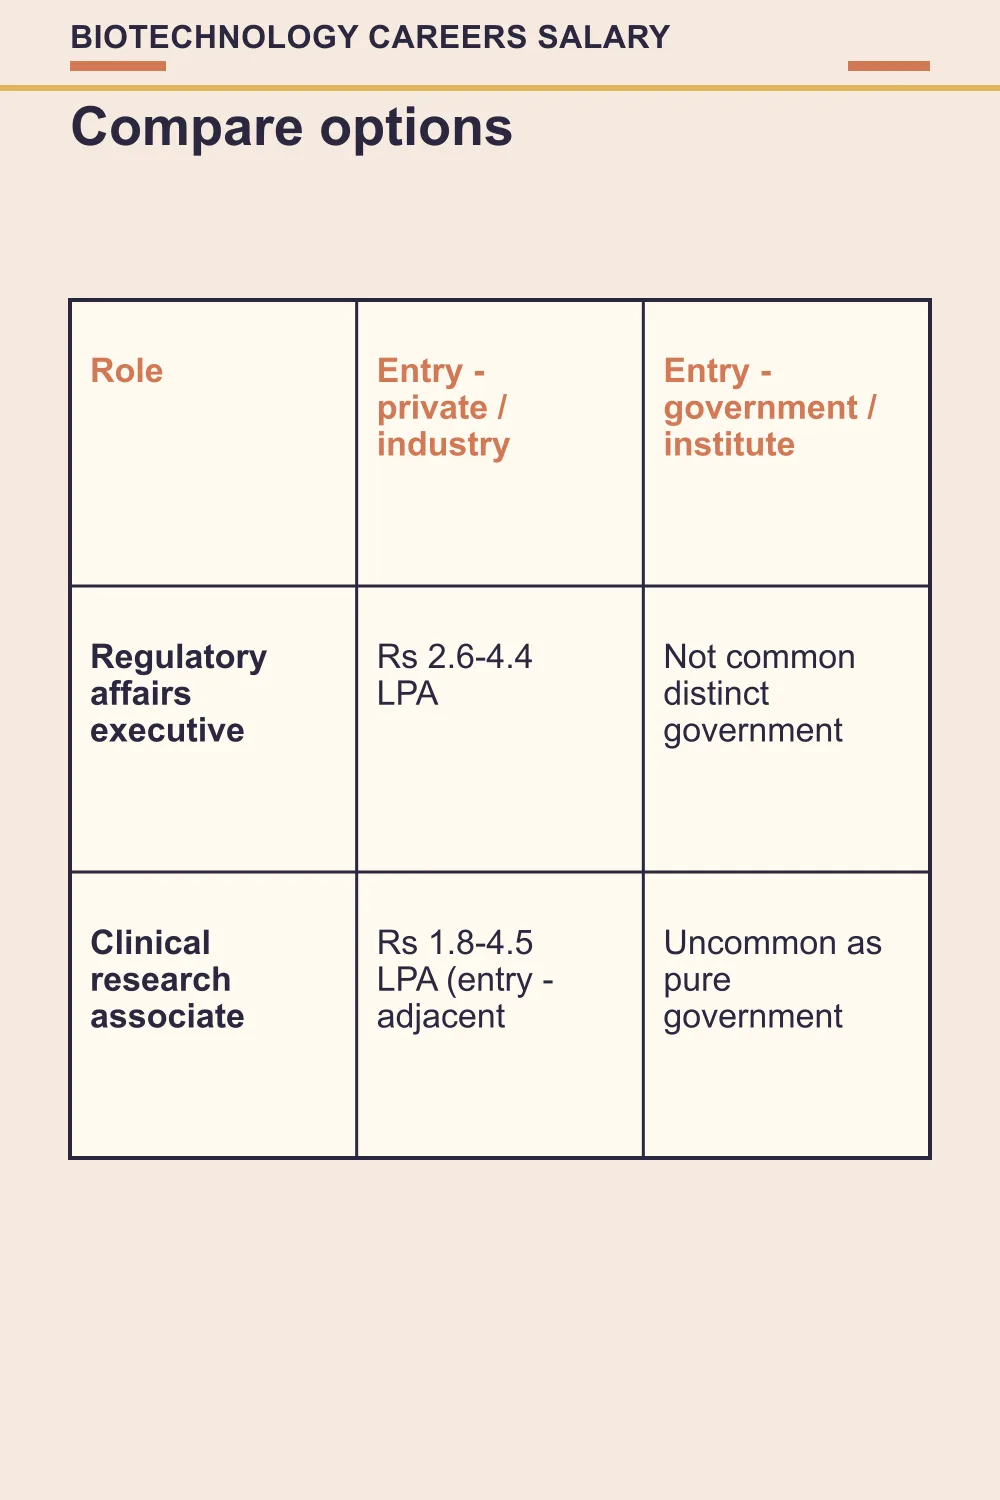 BIOTECHNOLOGY CAREERS SALARY
Compare options
Role
Entry -
private /
industry
Entry -
government /
institute
Regulatory
affairs
executive
Rs 2.6-4.4
LPA
Not common
distinct
government
Clinical
research
associate
Rs 1.8-4.5
LPA (entry -
adjacent
Uncommon as
pure
government